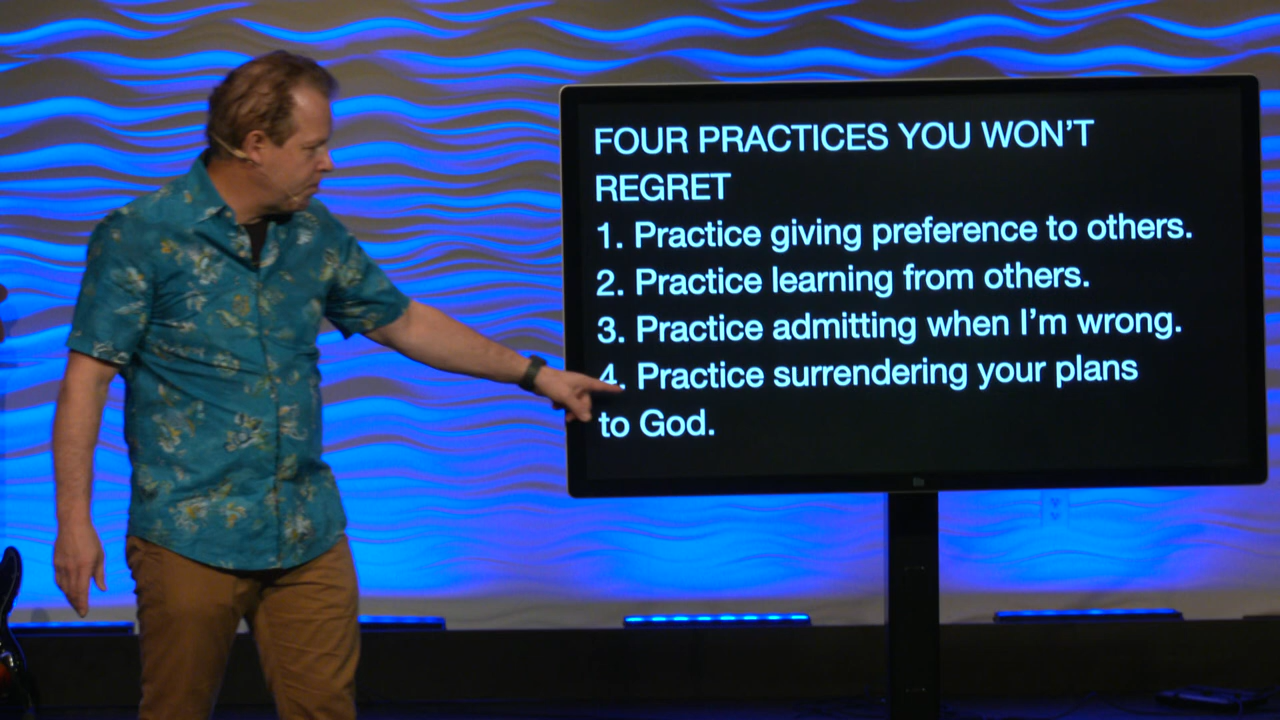 FOUR PRACTICES YOU WON'T
REGRET
1. Practice giving preference to others.
2. Practice learning from others.
3. Practice admitting when I'm wrong.
4. Practice surrendering your plans
to God.